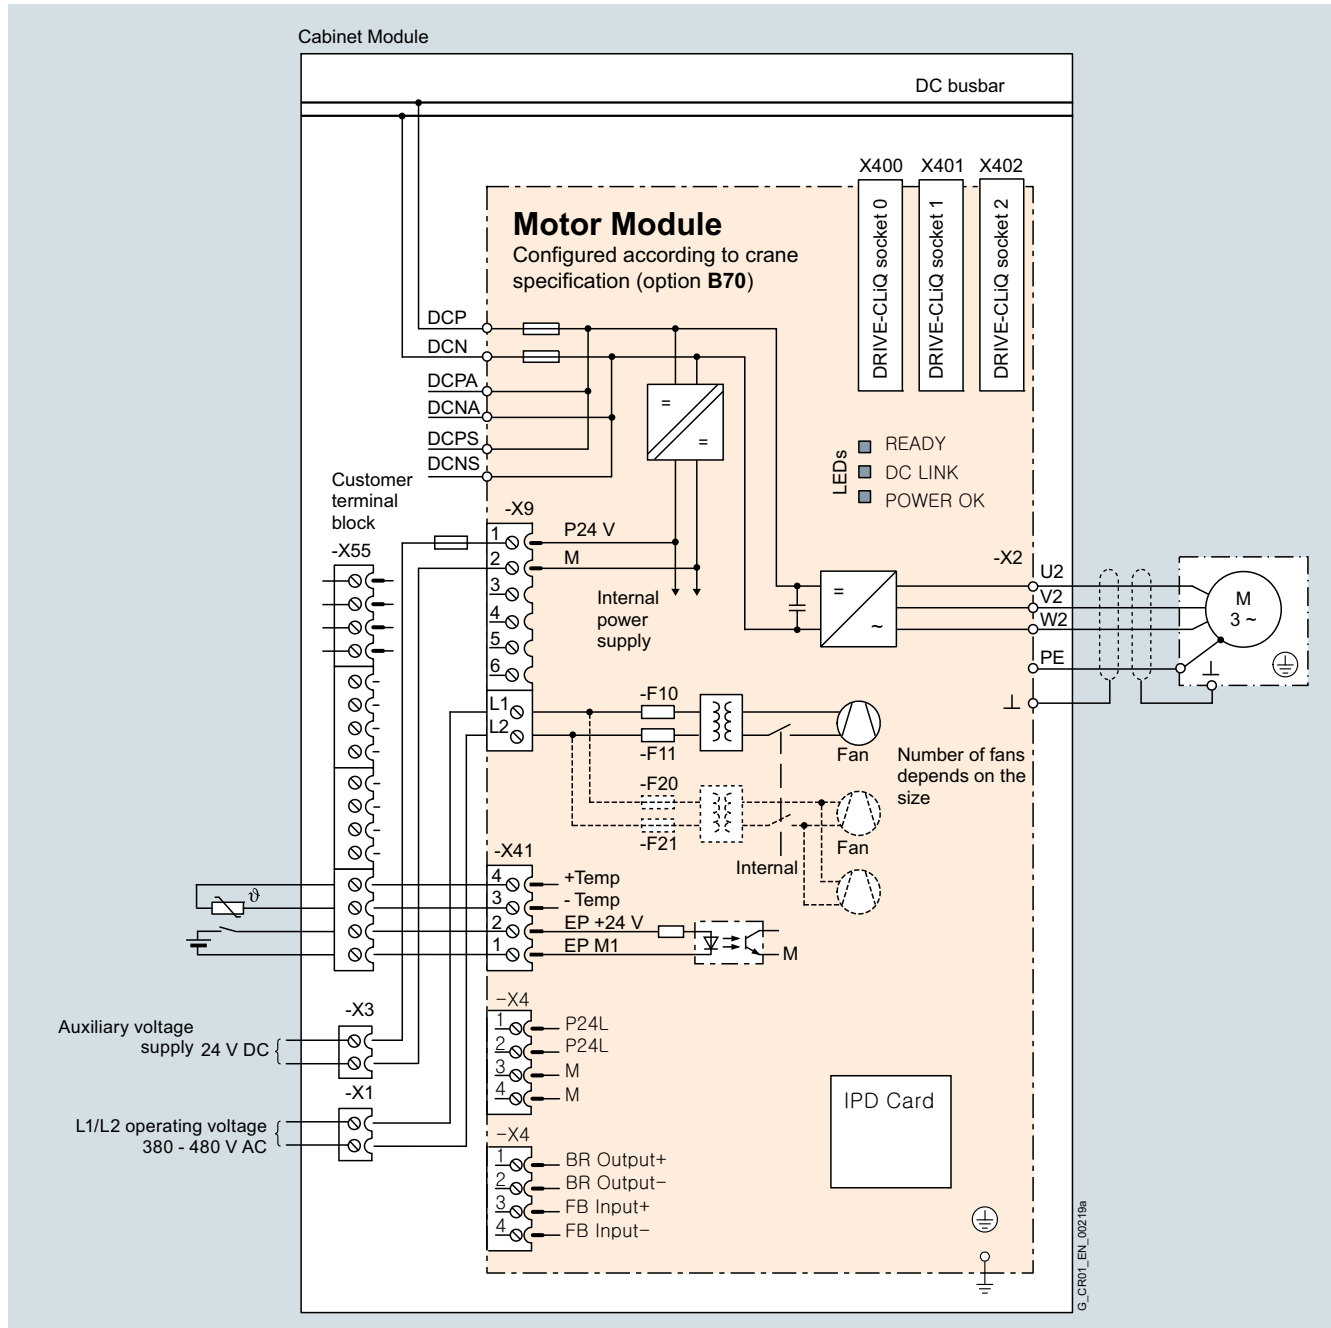 Cabinet Module
DC busbar
X400 X401 X402
DRIVE-CLiQ socket 0
DRIVE-CLiQ socket 1
DRIVE-CLiQ socket 2
Motor Module
Configured according to crane
specification (option B70)
DCP
DCN
DCPA
DCNA
DCPS
DCNS
=
=
LEDs
READY
DC LINK
POWER OK
Customer
terminal
block
-X55
-X9
1
2
3
4
5
6
P24 V
M
Internal
power
supply
=
~
-X2
U2
V2
W2
PE
M
3 ~
L1
L2
-F10
-F11
Fan
-F20
-F21
Fan
Internal
Number of fans
depends on the
size
-X41
4
3
2
1
+Temp
- Temp
EP +24 V
EP M1
M
ϑ
-X3
Auxiliary voltage
supply 24 V DC
-X1
L1/L2 operating voltage
380 - 480 V AC
-X4
1
2
3
4
P24L
P24L
M
M
-X4
1
2
3
4
BR Output+
BR Output-
FB Input+
FB Input-
IPD Card
G_CR01_EN_00219a